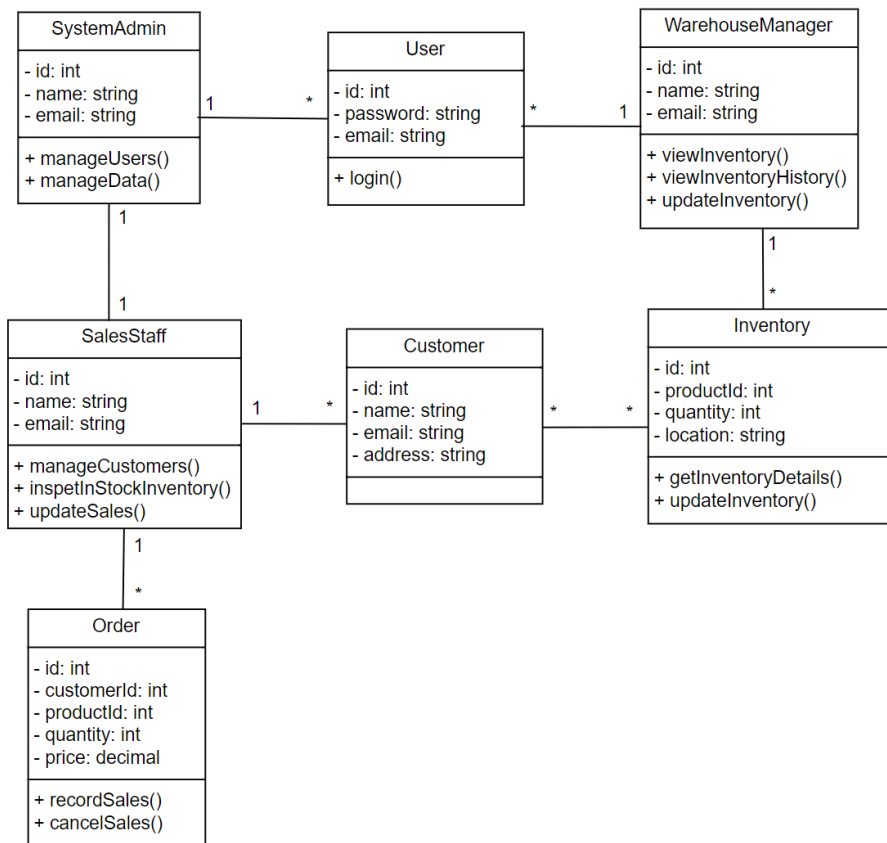 SystemAdmin
- id: int
- name: string
- email: string
+ manageUsers()
+ manageData()
1
*
User
- id: int
- password: string
- email: string
+ login()
*
1
WarehouseManager
- id: int
- name: string
- email: string
+ viewInventory()
+ viewInventoryHistory()
+ updateInventory()
1
1
1
*
SalesStaff
- id: int
- name: string
- email: string
+ manageCustomers()
+ inspetInStockInventory()
+ updateSales()
1
*
Customer
- id: int
- name: string
- email: string
- address: string
*
*
Inventory
- id: int
- productId: int
- quantity: int
- location: string
+ getInventoryDetails()
+ updateInventory()
1
*
Order
- id: int
- customerId: int
- productId: int
- quantity: int
- price: decimal
+ recordSales()
+ cancelSales()